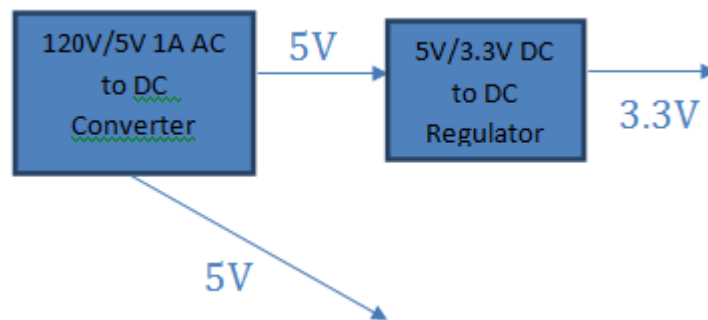 120V/5V 1A AC
to DC
Converter
5V
5V/3.3V DC
to DC
Regulator
3.3V
5V